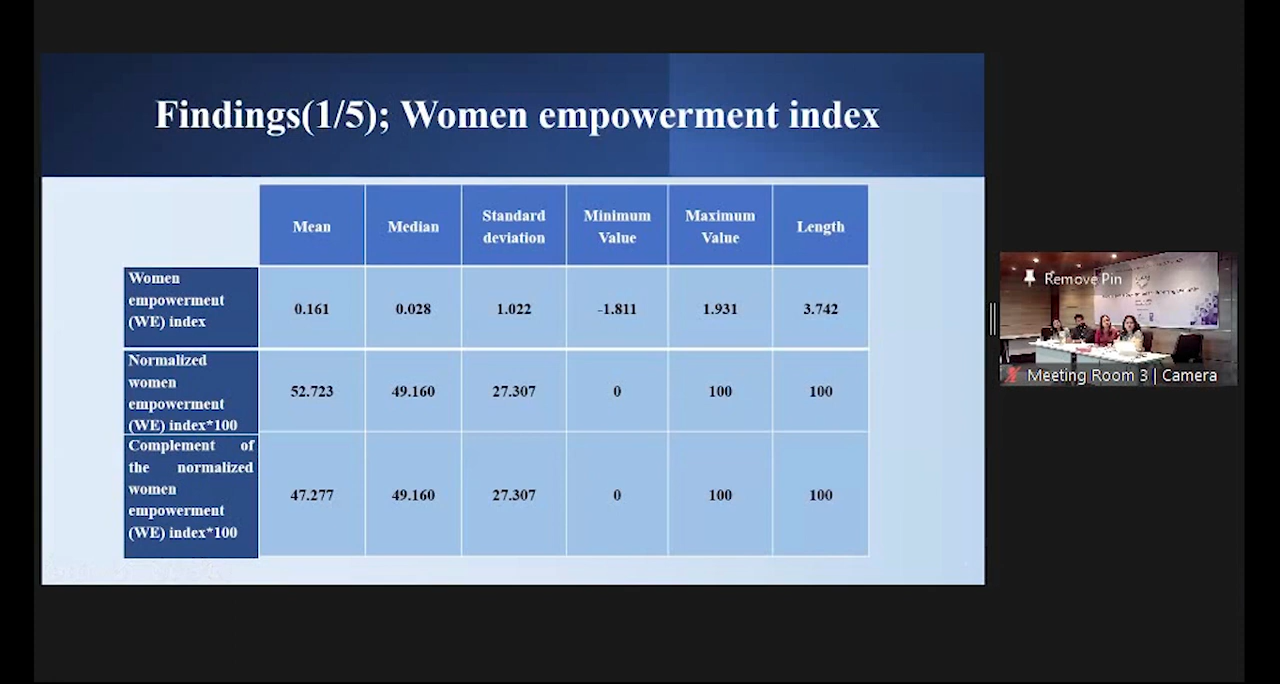 Findings(1/5); Women empowerment index
Mean
Median
Standard
deviation
Minimum
Value
Maximum
Value
Length
Women
empowerment
(WE) index
0.161
0.028
1.022
-1.811
1.931
3.742
Normalized
women
empowerment
(WE) index*100
52.723
49.160
27.307
0
100
100
Complement of
the normalized
women
empowerment
(WE) index*100
47.277
49.160
27.307
0
100
100
Remove Pin
Meeting Room 3 | Camera